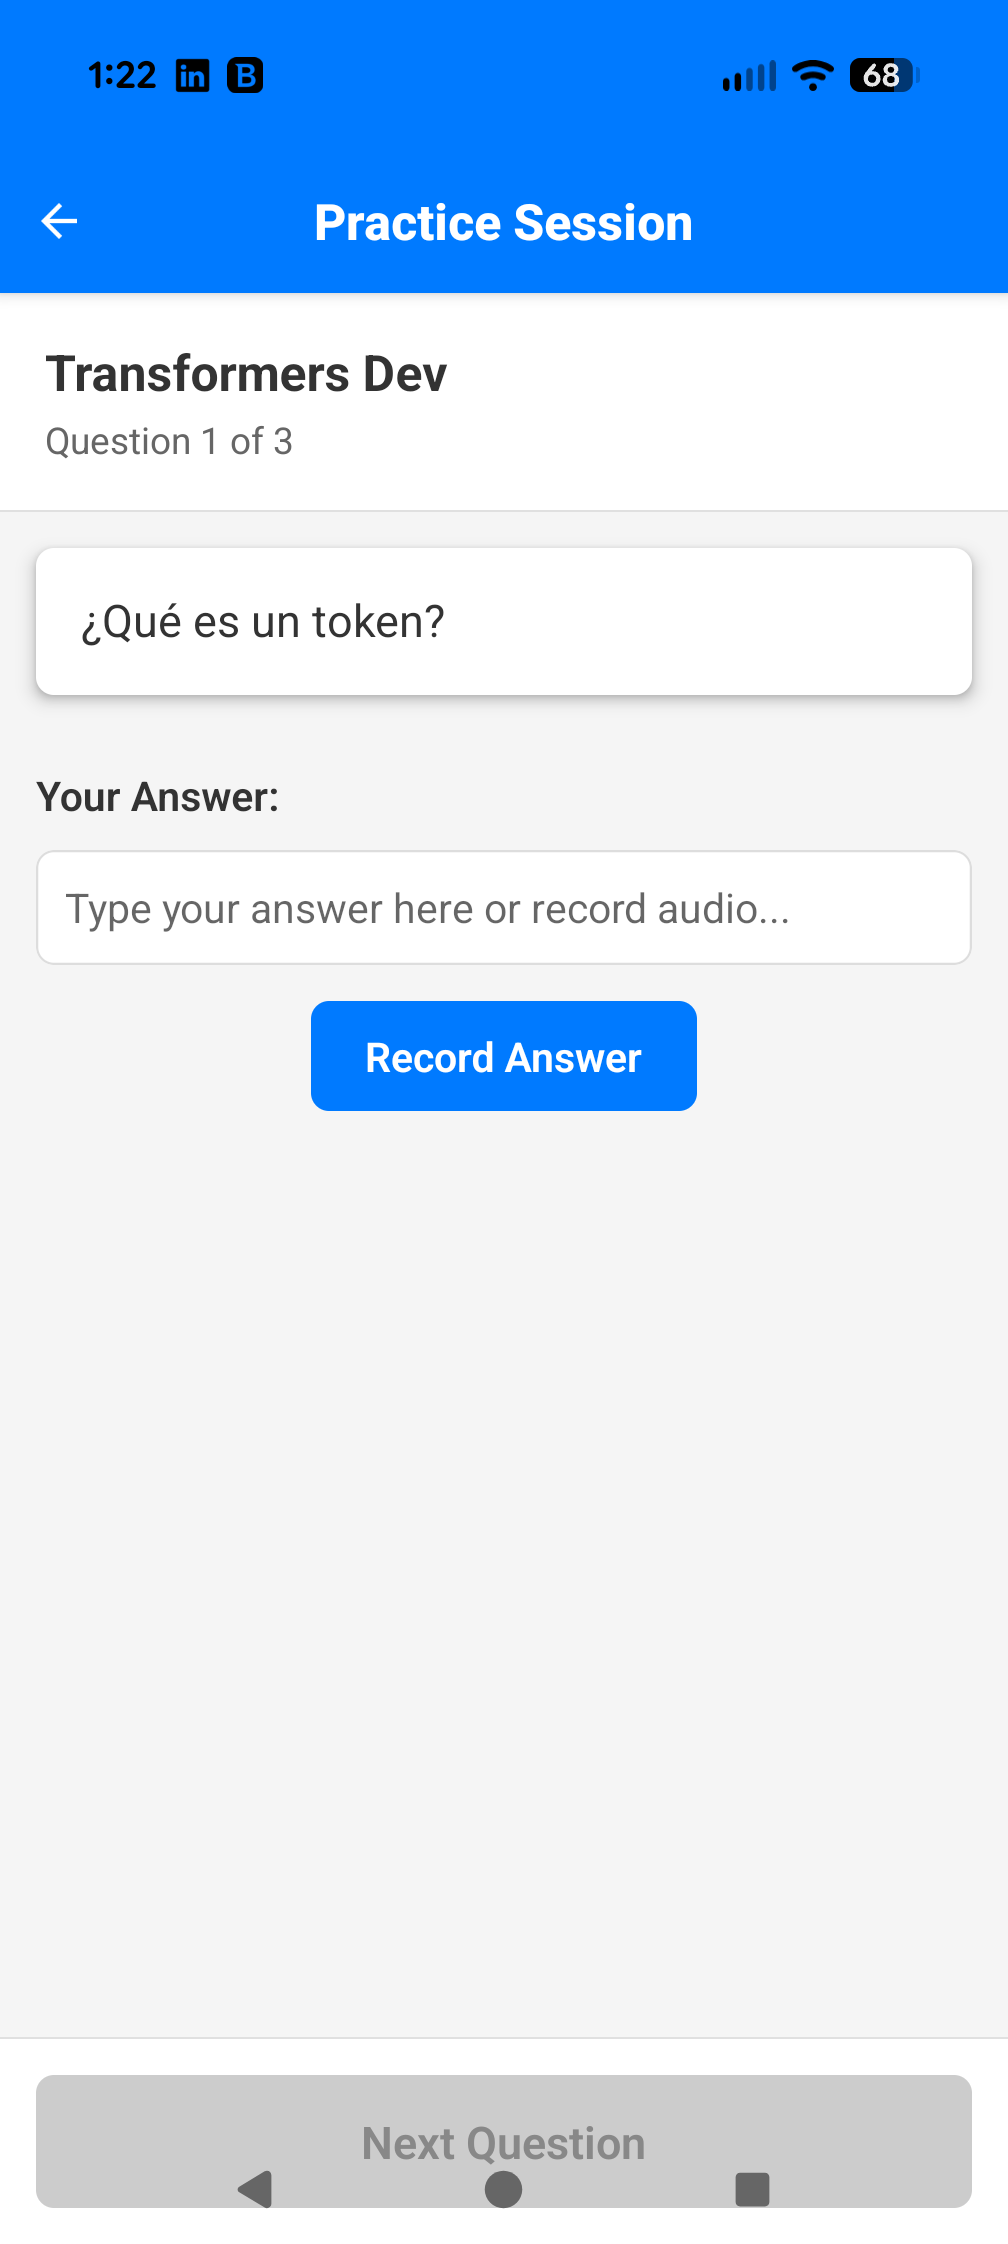 1:22 in B 68
Practice Session
Transformers Dev
Question 1 of 3
¿Qué es un token?
Your Answer:
Type your answer here or record audio...
Record Answer
Next Question